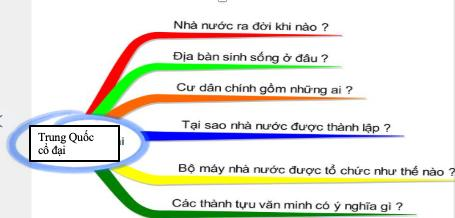 Nhà nước ra đời khi nào ?
Địa bàn sinh sống ở đâu ?
Cư dân chính gồm những ai ?
Trung Quốc
cổ đại
Tại sao nhà nước được thành lập ?
Bộ máy nhà nước được tổ chức như thế nào ?
Các thành tựu văn minh có ý nghĩa gì ?